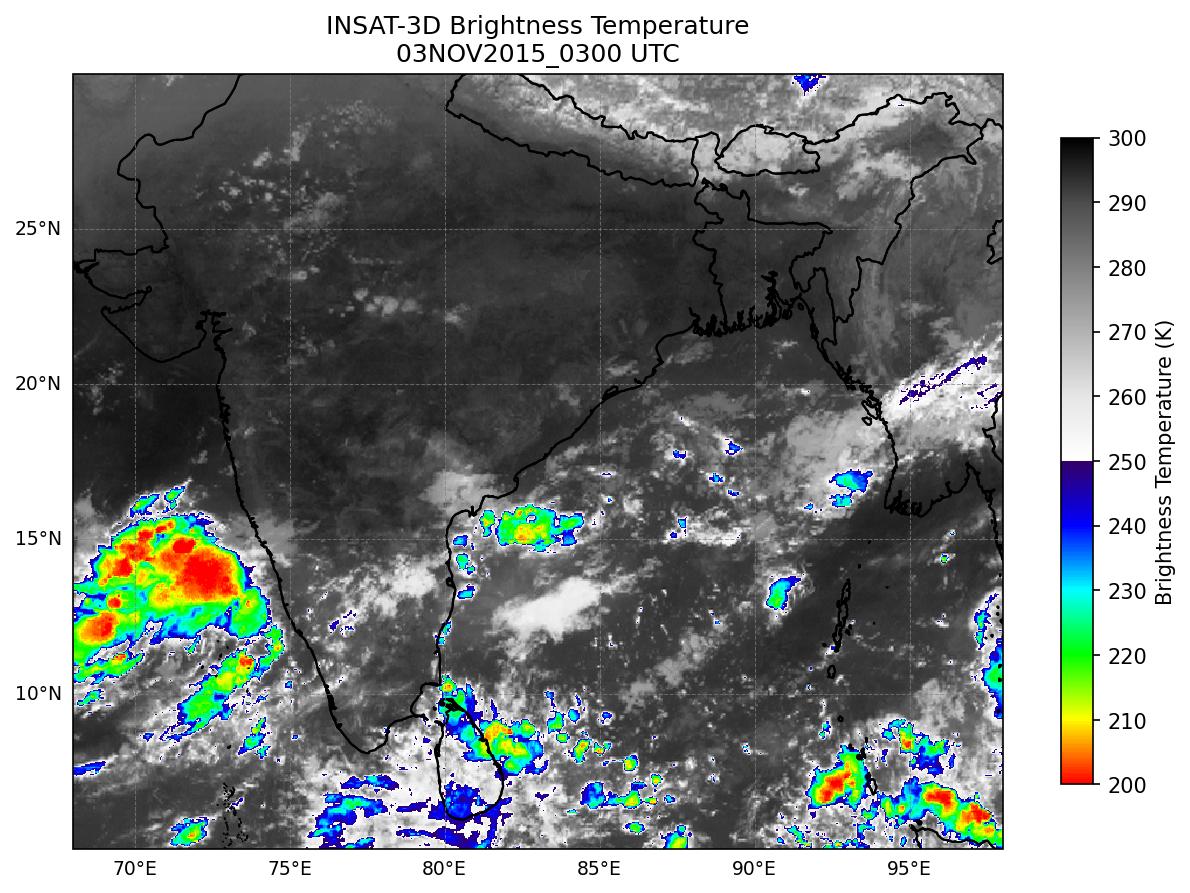 INSAT-3D Brightness Temperature
03NOV2015_0300 UTC
25°N
20°N
15°N
10°N
70°E
75°E
80°E
85°E
90°E
95°E
300
290
280
270
260
250
240
230
220
210
200
Brightness Temperature (K)